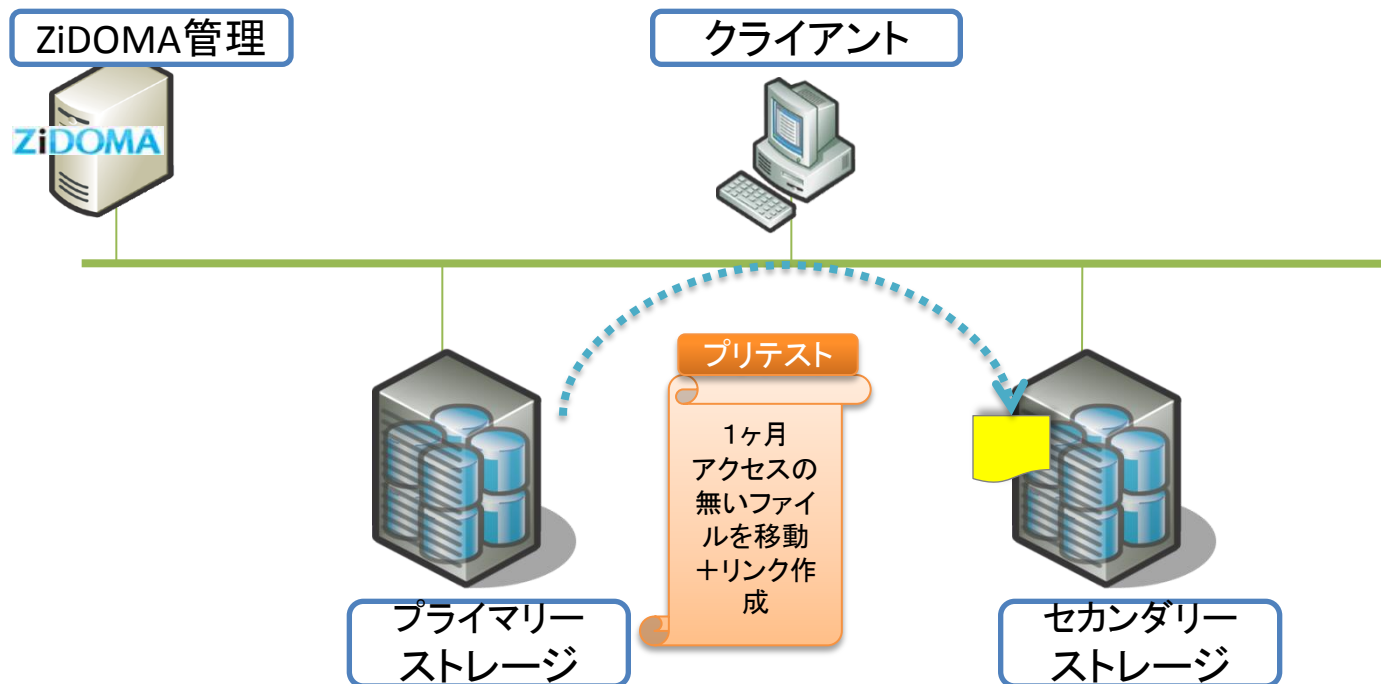 ZiDOMA管理
クライアント
ZiDOMA
プリテスト
１ヶ月
アクセスの
無いファイ
ルを移動
＋リンク作
成
プライマリー
ストレージ
セカンダリー
ストレージ